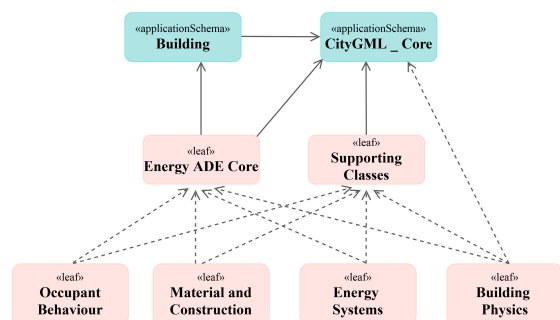 «applicationSchema»
Building
«applicationSchema»
CityGML _ Core
«leaf»
Energy ADE Core
«leaf»
Supporting
Classes
«leaf»
Occupant
Behaviour
«leaf»
Material and
Construction
«leaf»
Energy
Systems
«leaf»
Building
Physics